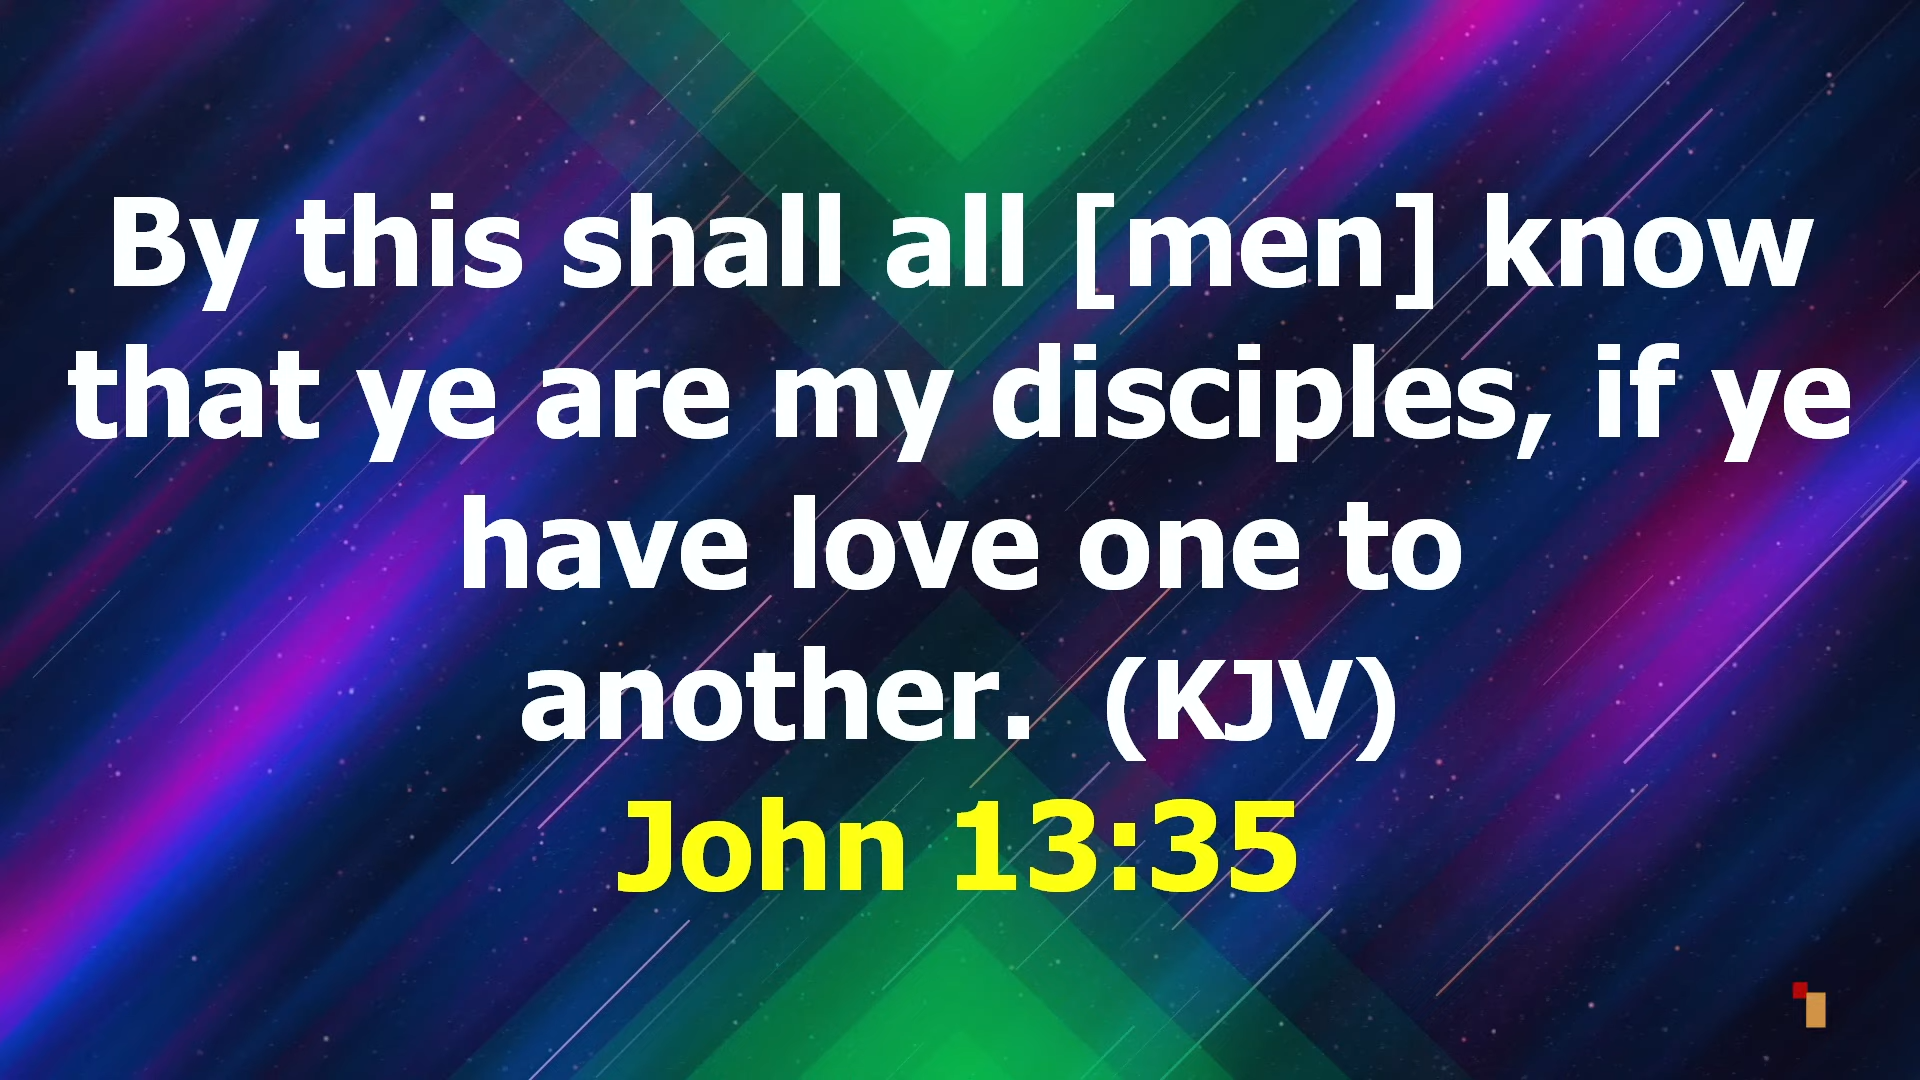 By this shall all [men] know
that ye are my disciples, if ye
have love one to
another. (KJV)
John 13:35